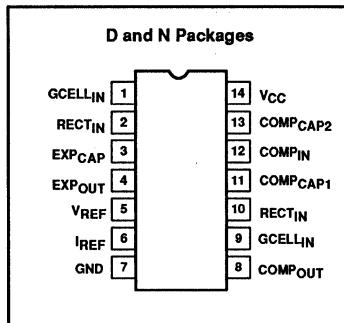 D and N Packages
GCELLIN 1 14 VCC
RECTIN 2 13 COMPCAP2
EXPCAP 3 12 COMPIN
EXPOUT 4 11 COMPCAP1
VREF 5 10 RECTIN
IREF 6 9 GCELLIN
GND 7 8 COMPOUT